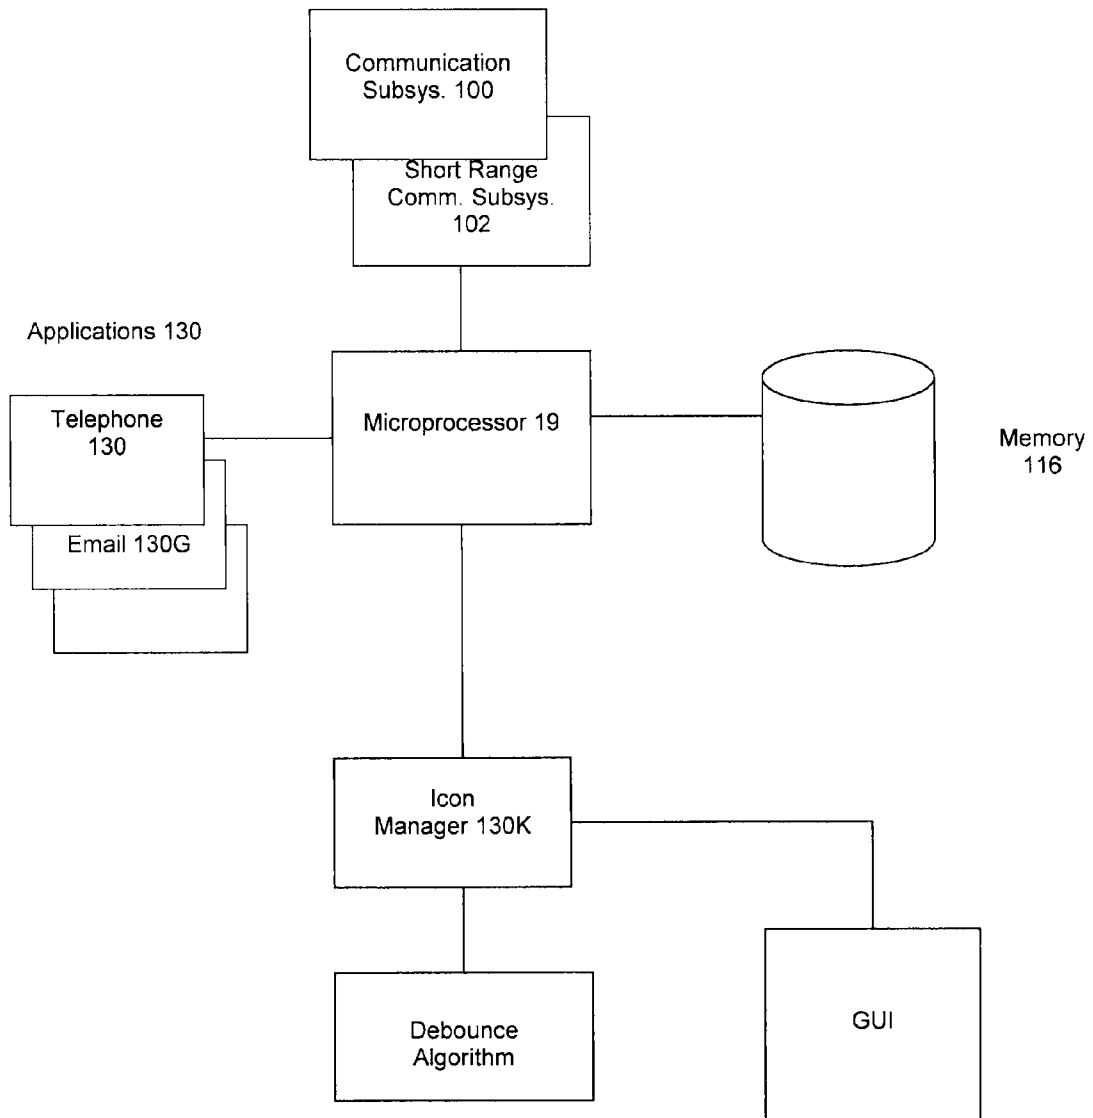 Communication
Subsys. 100
Short Range
Comm. Subsys.
102
Applications 130
Telephone
130
Email 130G
Microprocessor 19
Memory
116
Icon
Manager 130K
Debounce
Algorithm
GUI